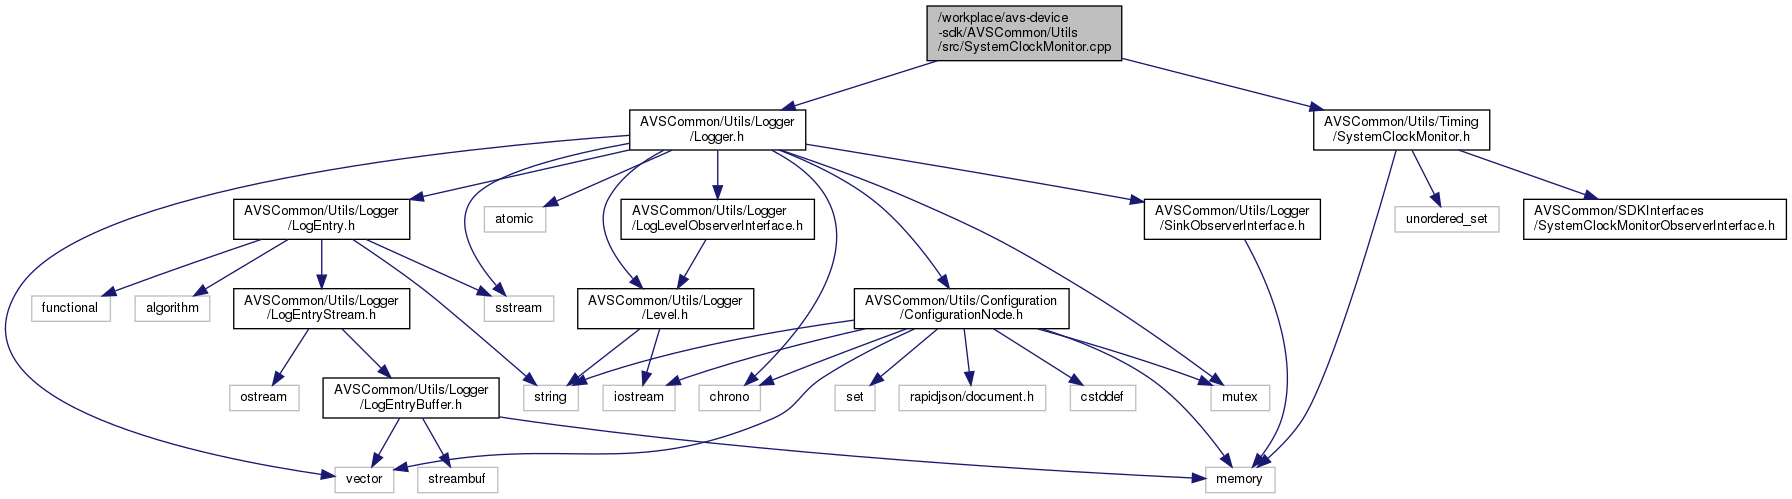 /workplace/avs-device
-sdk/AVSCommon/Utils
/src/SystemClockMonitor.cpp
AVSCommon/Utils/Logger
/Logger.h
AVSCommon/Utils/Timing
/SystemClockMonitor.h
AVSCommon/Utils/Logger
/LogEntry.h
atomic
AVSCommon/Utils/Logger
/LogLevelObserverInterface.h
AVSCommon/Utils/Logger
/SinkObserverInterface.h
unordered_set
AVSCommon/SDKInterfaces
/SystemClockMonitorObserverInterface.h
functional
algorithm
AVSCommon/Utils/Logger
/LogEntryStream.h
sstream
AVSCommon/Utils/Logger
/Level.h
AVSCommon/Utils/Configuration
/ConfigurationNode.h
ostream
AVSCommon/Utils/Logger
/LogEntryBuffer.h
string
iostream
chrono
set
rapidjson/document.h
cstddef
mutex
vector
streambuf
memory